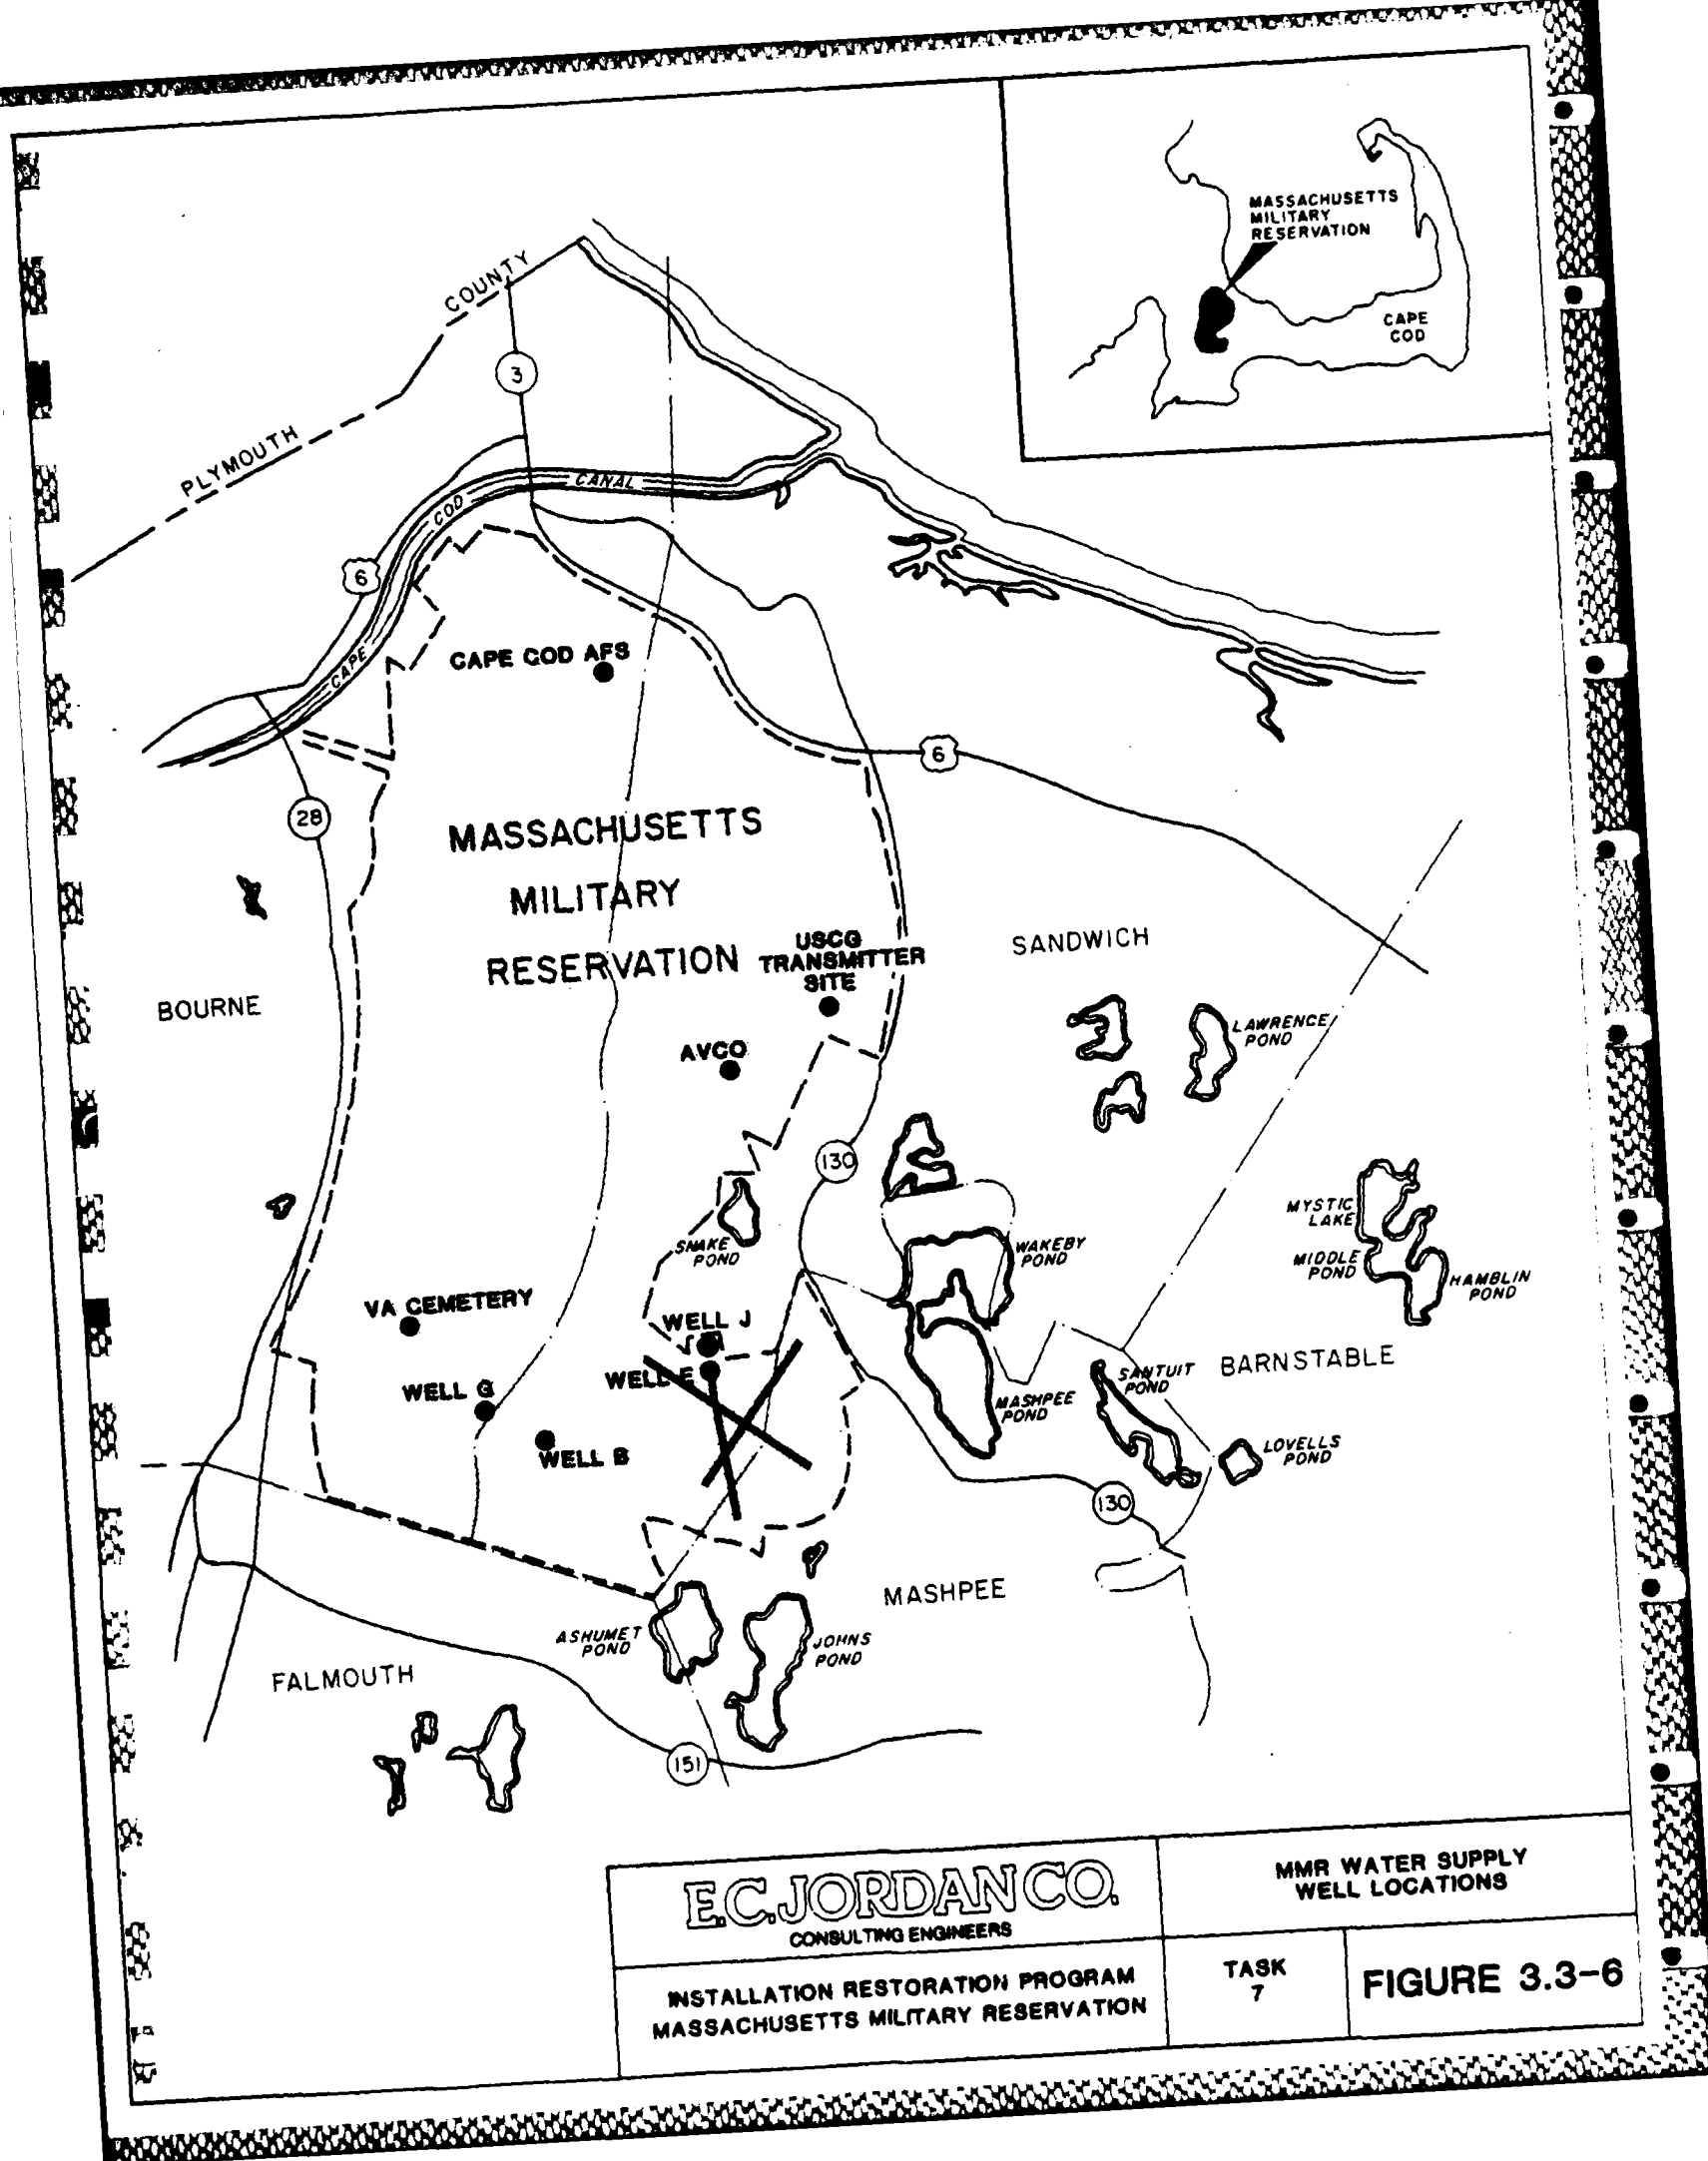 MASSACHUSETTS
MILITARY
RESERVATION
CAPE
COD
PLYMOUTH
COUNTY
3
CAPE
COD
CANAL
6
CAPE COD AFS
6
28
MASSACHUSETTS
MILITARY
RESERVATION
USCG
TRANSMITTER
SITE
SANDWICH
BOURNE
LAWRENCE
POND
AVCO
130
SNAKE
POND
WAKEBY
POND
MYSTIC
LAKE
MIDDLE
POND
HAMBLIN
POND
VA CEMETERY
WELL J
WELL E
WELL G
WELL B
MASHPEE
POND
SANTUIT
POND
BARNSTABLE
LOVELLS
POND
130
MASHPEE
ASHUMET
POND
JOHNS
POND
FALMOUTH
151
E.C. JORDAN CO.
CONSULTING ENGINEERS
MMR WATER SUPPLY
WELL LOCATIONS
INSTALLATION RESTORATION PROGRAM
MASSACHUSETTS MILITARY RESERVATION
TASK
7
FIGURE 3.3-6